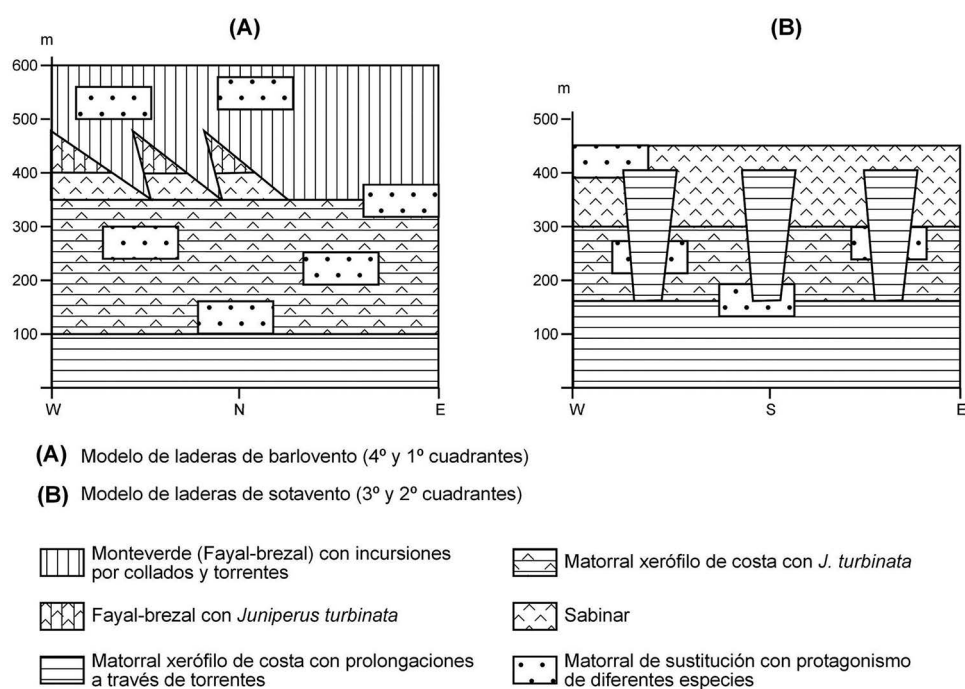 (A)
(B)
m
600
500
400
300
200
100
W
N
E
m
500
400
300
200
100
W
S
E
(A) Modelo de laderas de barlovento (4º y 1º cuadrantes)
(B) Modelo de laderas de sotavento (3º y 2º cuadrantes)
Monteverde (Fayal-brezal) con incursiones
por collados y torrentes
Fayal-brezal con Juniperus turbinata
Matorral xerófilo de costa con prolongaciones
a través de torrentes
Matorral xerófilo de costa con J. turbinata
Sabinar
Matorral de sustitución con protagonismo
de diferentes especies